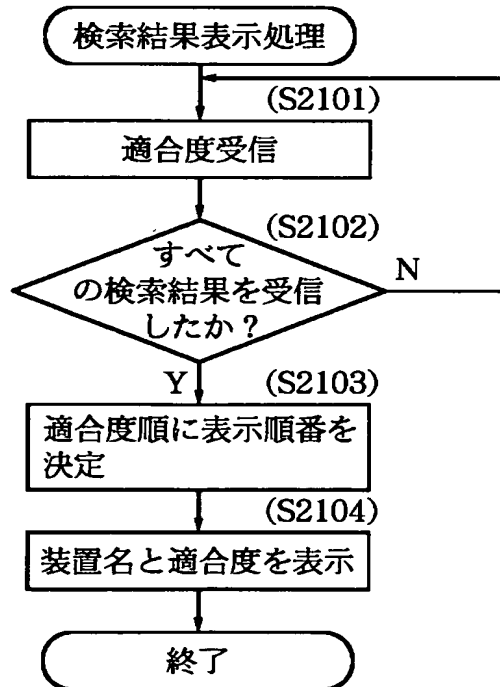 検索結果表示処理
(S2101)
適合度受信
(S2102)
すべて
の検索結果を受信
したか？
N
Y
(S2103)
適合度順に表示順番を
決定
(S2104)
装置名と適合度を表示
終了